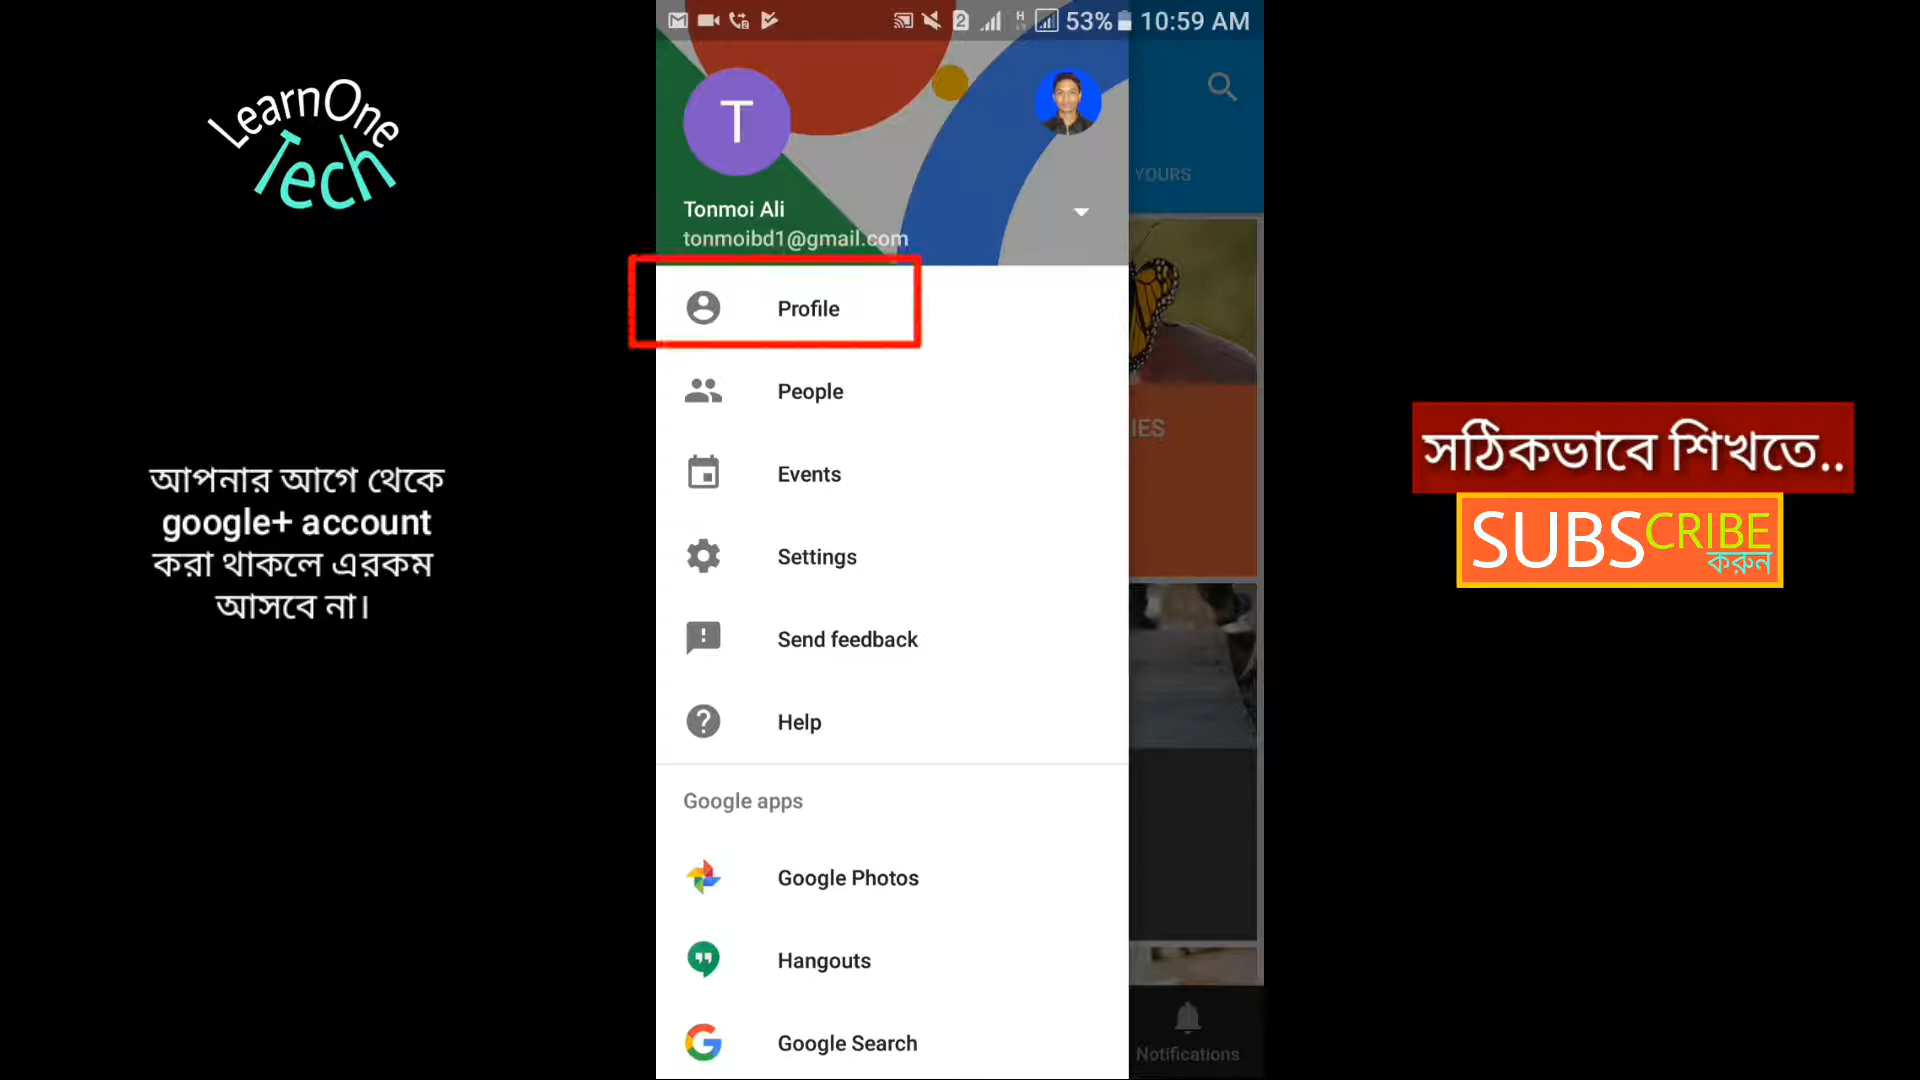 LearnOne
Tech
আপনার আগে থেকে
google+ account
করা থাকলে এরকম
আসবে না।
2
H
53%
10:59 AM
T
Tonmoi Ali
tonmoibd1@gmail.com
YOURS
Profile
People
IES
Events
Settings
Send feedback
Help
Google apps
Google Photos
Hangouts
Google Search
Notifications
সঠিকভাবে শিখতে..
SUBSCRIBE
করুন